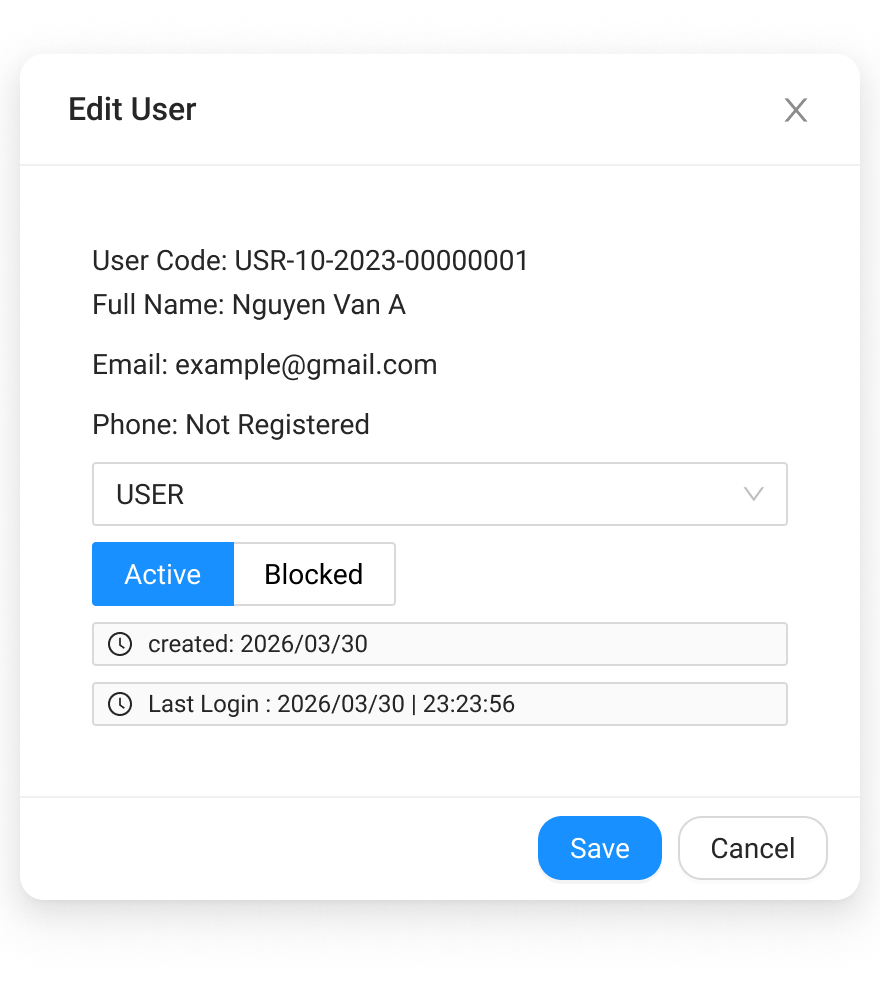 Edit User
User Code: USR-10-2023-00000001
Full Name: Nguyen Van A
Email: example@gmail.com
Phone: Not Registered
USER
Active Blocked
created: 2026/03/30
Last Login : 2026/03/30 | 23:23:56
Save Cancel